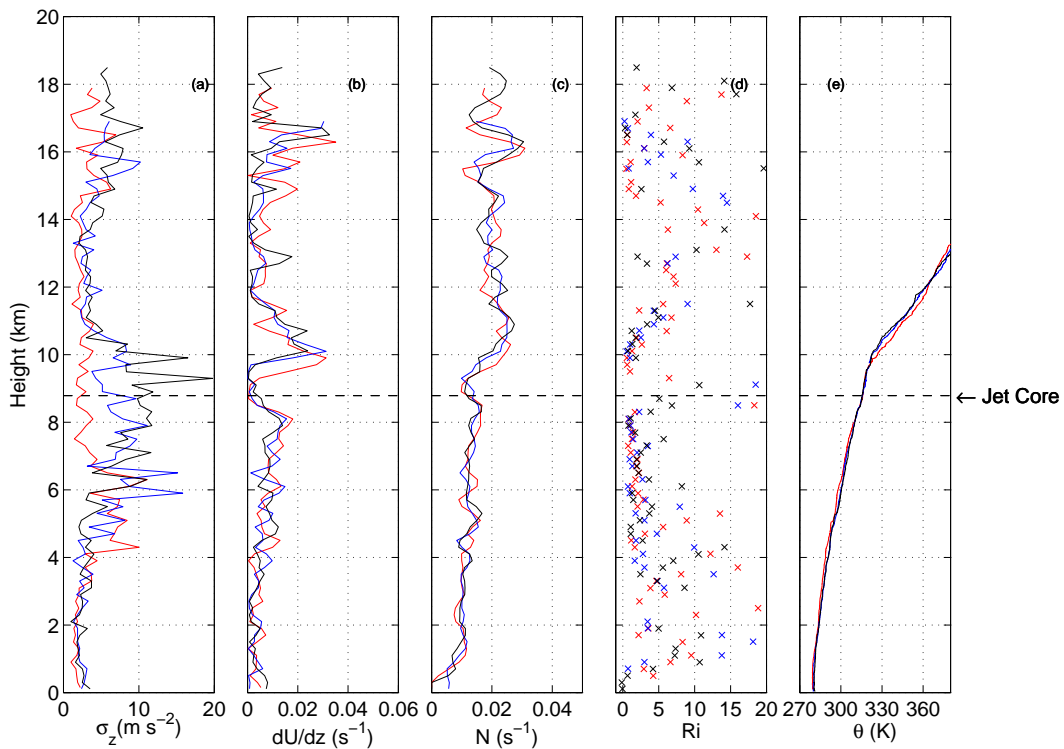 20
18
16
14
12
10
8
6
4
2
0
Height (km)
(a)
(b)
(c)
(d)
(e)
← Jet Core
0 10 20
0 0.02 0.04 0.06
0 0.02 0.04
0 5 10 15 20
270 300 330 360
σz(m s−2)
dU/dz (s−1)
N (s−1)
Ri
θ (K)